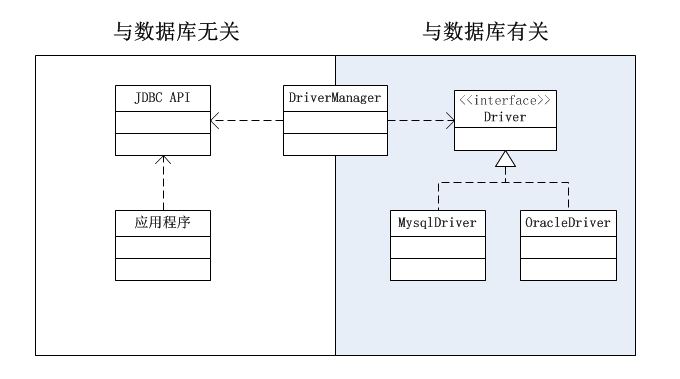 与数据库无关
与数据库有关
JDBC API
DriverManager
<<interface>>
Driver
应用程序
MysqlDriver
OracleDriver